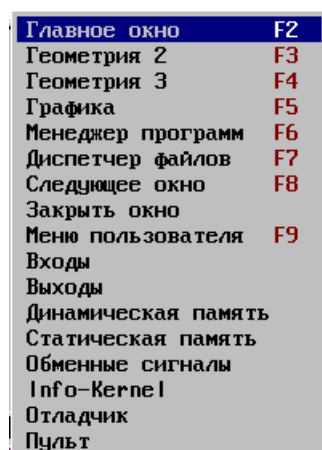 Главное окно F2
Геометрия 2 F3
Геометрия 3 F4
Графика F5
Менеджер программ F6
Диспетчер файлов F7
Следующее окно F8
Закрыть окно
Меню пользователя F9
Входы
Выходы
Динамическая память
Статическая память
Обменные сигналы
Info-Kernel
Отладчик
Пульт